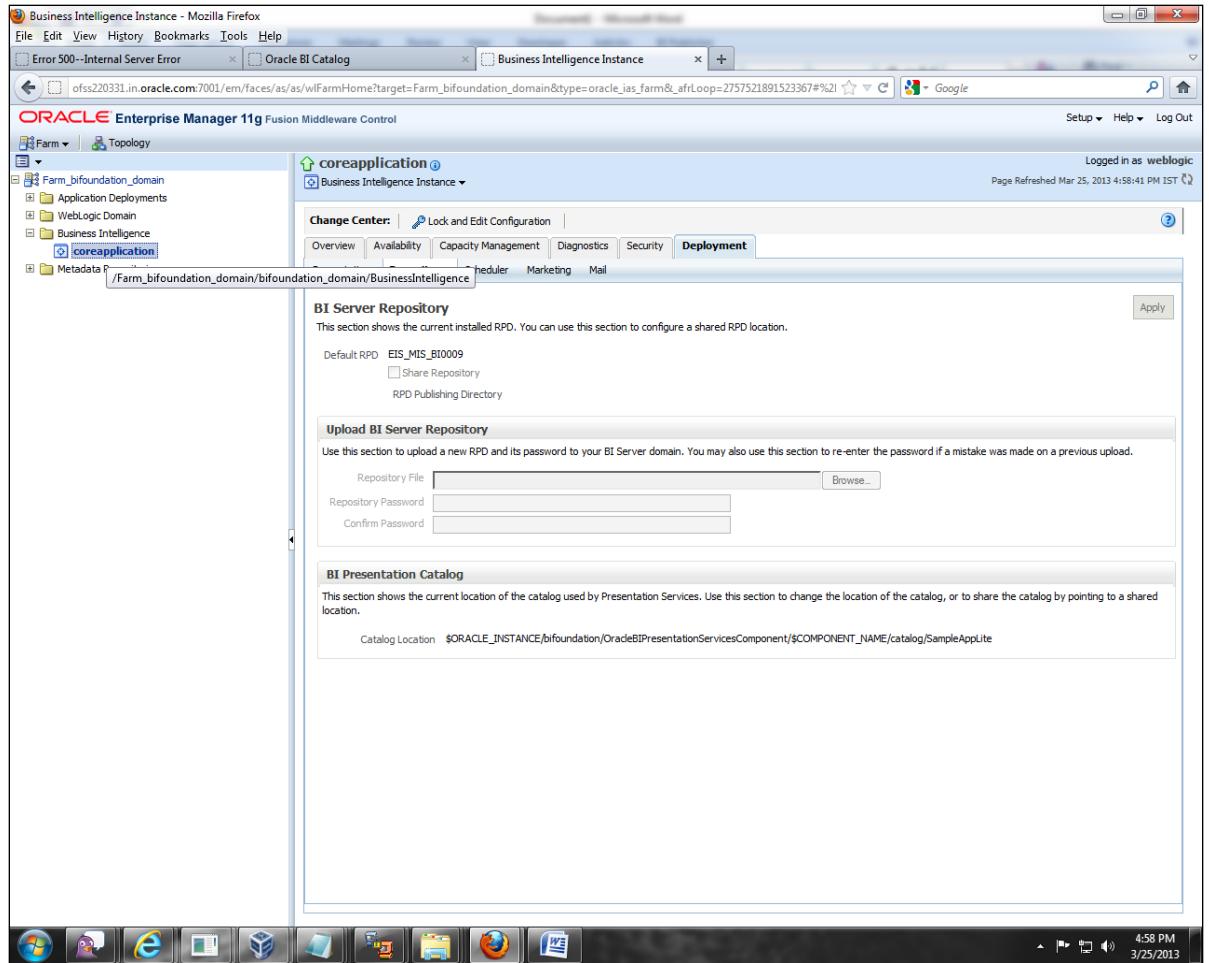 Business Intelligence Instance - Mozilla Firefox
File Edit View History Bookmarks Tools Help
Error 500--Internal Server Error
Oracle BI Catalog
Business Intelligence Instance
ofss220331.in.oracle.com:7001/em/faces/as/as/wlFarmHome?target=Farm_bifoundation_domain&type=oracle_ias_farm&_afrLoop=2757521891523367#%2
Google
ORACLE Enterprise Manager 11g Fusion Middleware Control
Setup Help Log Out
Farm Topology
Farm_bifoundation_domain
Application Deployments
WebLogic Domain
Business Intelligence
coreapplication
Metadata
/Farm_bifoundation_domain/bifoundation_domain/BusinessIntelligence
coreapplication
Business Intelligence Instance
Logged in as weblogic
Page Refreshed Mar 25, 2013 4:58:41 PM IST
Change Center: Lock and Edit Configuration
Overview Availability Capacity Management Diagnostics Security Deployment
Marketing Mail
BI Server Repository
Apply
This section shows the current installed RPD. You can use this section to configure a shared RPD location.
Default RPD EIS_MIS_BI0009
Share Repository
RPD Publishing Directory
Upload BI Server Repository
Use this section to upload a new RPD and its password to your BI Server domain. You may also use this section to re-enter the password if a mistake was made on a previous upload.
Repository File
Browse...
Repository Password
Confirm Password
BI Presentation Catalog
This section shows the current location of the catalog used by Presentation Services. Use this section to change the location of the catalog, or to share the catalog by pointing to a shared
location.
Catalog Location $ORACLE_INSTANCE/bifoundation/OracleBIPresentationServicesComponent/$COMPONENT_NAME/catalog/SampleAppLite
4:58 PM
3/25/2013